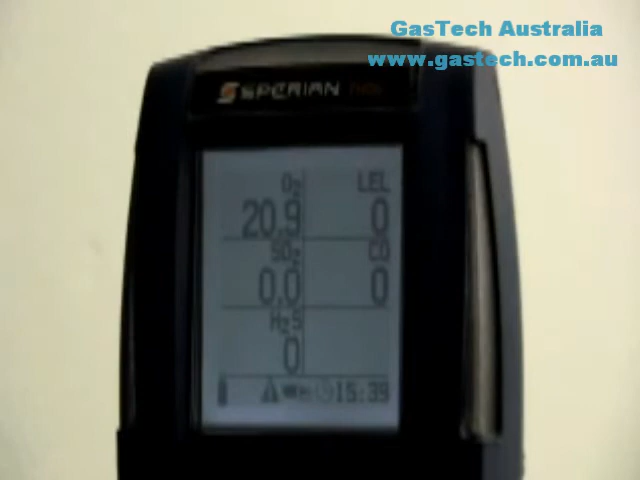 GasTech Australia
www.gastech.com.au
SPERIAN
O₂ LEL
20.9 0
SO₂ CO
0.0 0
H₂S
0
15:39